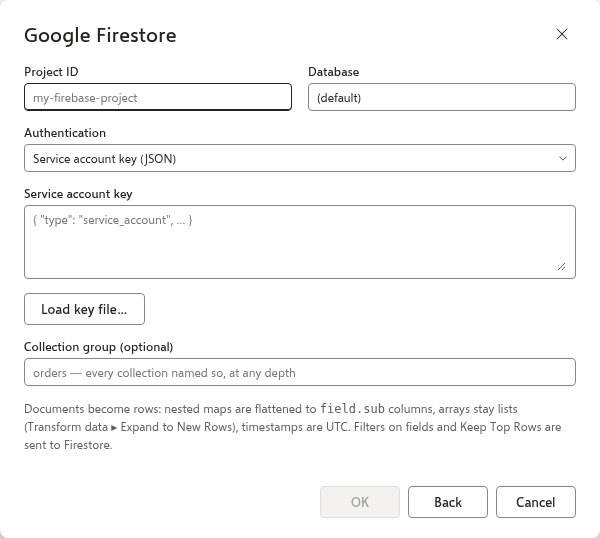 Google Firestore
Project ID
Database
my-firebase-project
(default)
Authentication
Service account key (JSON)
Service account key
{ "type": "service_account", ... }
Load key file...
Collection group (optional)
orders — every collection named so, at any depth
Documents become rows: nested maps are flattened to field.sub columns, arrays stay lists
(Transform data ▸ Expand to New Rows), timestamps are UTC. Filters on fields and Keep Top Rows are
sent to Firestore.
OK
Back
Cancel